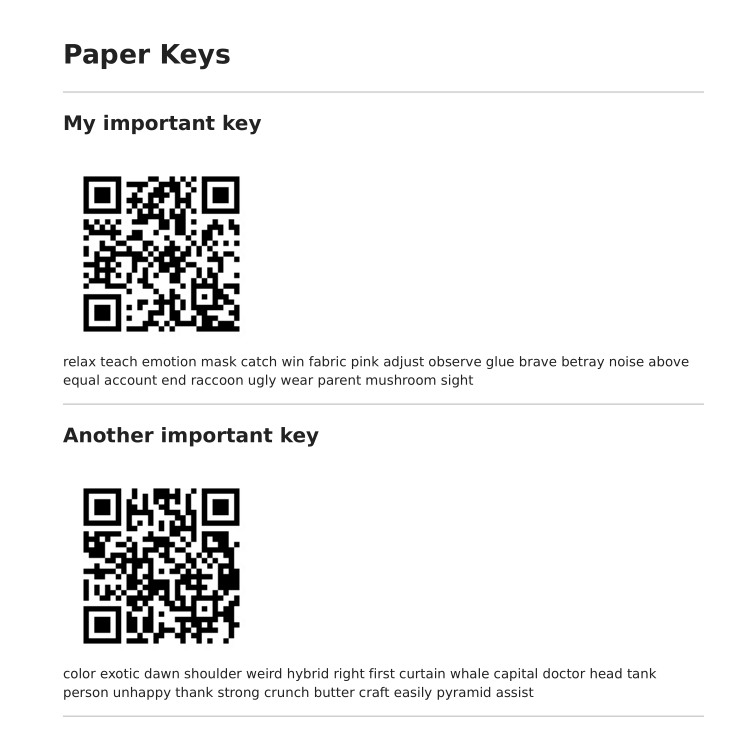 Paper Keys
My important key
relax teach emotion mask catch win fabric pink adjust observe glue brave betray noise above
equal account end raccoon ugly wear parent mushroom sight
Another important key
color exotic dawn shoulder weird hybrid right first curtain whale capital doctor head tank
person unhappy thank strong crunch butter craft easily pyramid assist